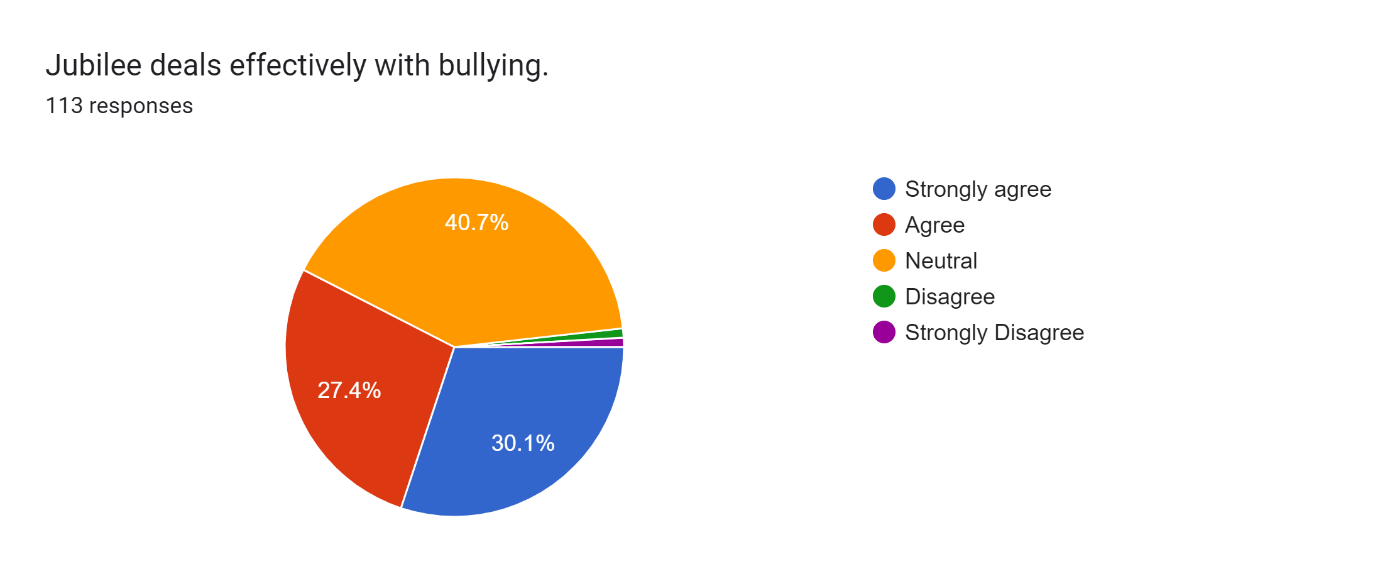 Jubilee deals effectively with bullying.
113 responses
40.7%
27.4%
30.1%
Strongly agree
Agree
Neutral
Disagree
Strongly Disagree